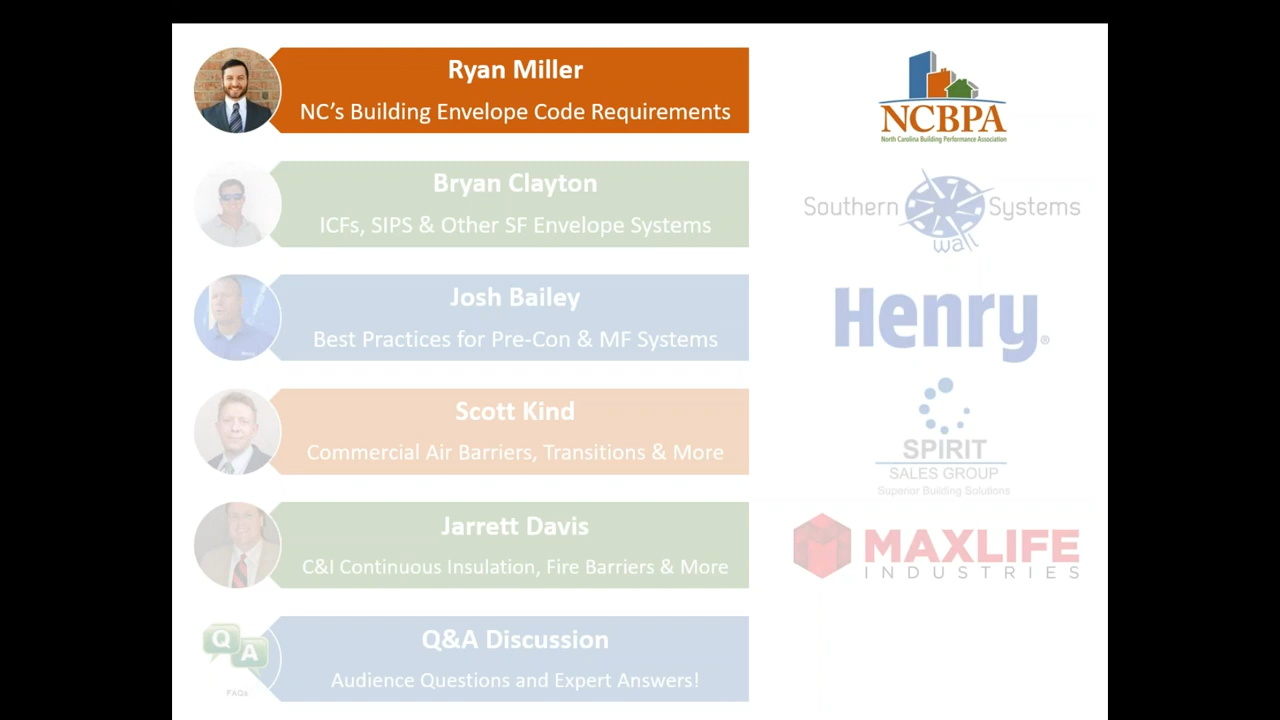 Ryan Miller
NC's Building Envelope Code Requirements
NCBPA
North Carolina Building Performance Association
Bryan Clayton
ICFs, SIPS & Other SF Envelope Systems
Southern Systems
wall
Josh Bailey
Best Practices for Pre-Con & MF Systems
Henry®
Scott Kind
Commercial Air Barriers, Transitions & More
SPIRIT
SALES GROUP
Superior Building Solutions
Jarrett Davis
C&I Continuous Insulation, Fire Barriers & More
MAXLIFE
INDUSTRIES
Q A
FAQs
Q&A Discussion
Audience Questions and Expert Answers!